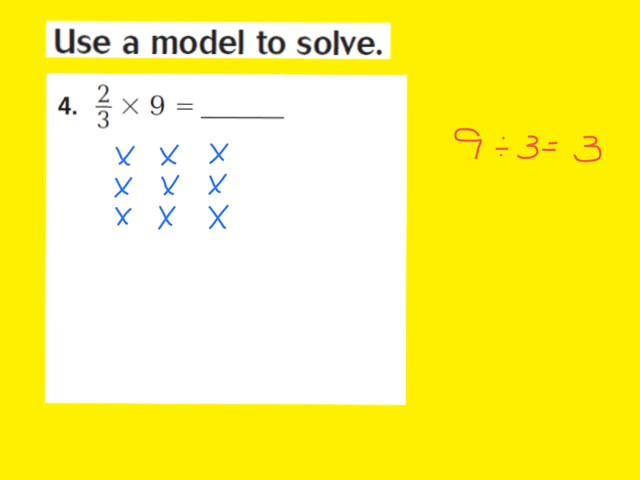 Use a model to solve.
4. 2/3 × 9 = ______
9 ÷ 3 = 3
x x x
x x x
x x x